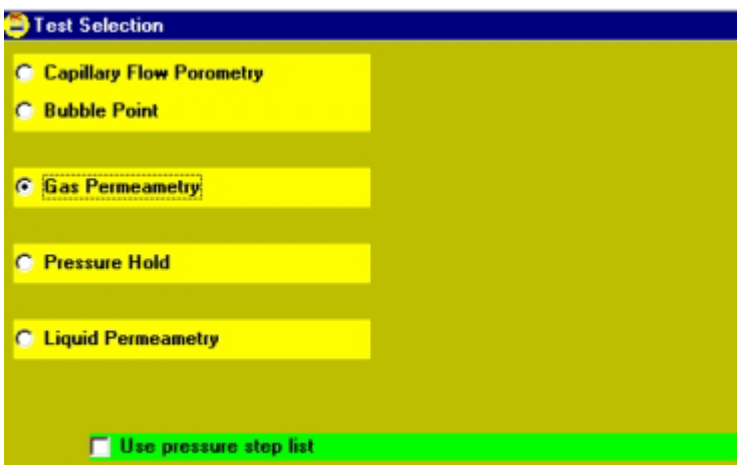 Test Selection
Capillary Flow Porometry
Bubble Point
Gas Permeametry
Pressure Hold
Liquid Permeametry
Use pressure step list